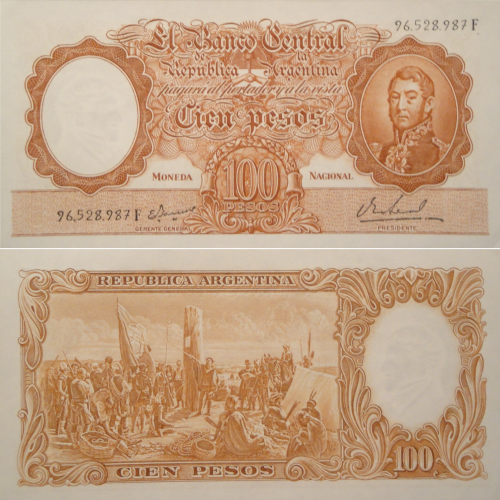 96.528.987 F
El Banco Central
de la
República Argentina
pagará al portador y a la vista
Cien pesos
MONEDA NACIONAL
100
PESOS
96.528.987 F
GERENTE GENERAL
PRESIDENTE
REPUBLICA ARGENTINA
CIEN PESOS
100